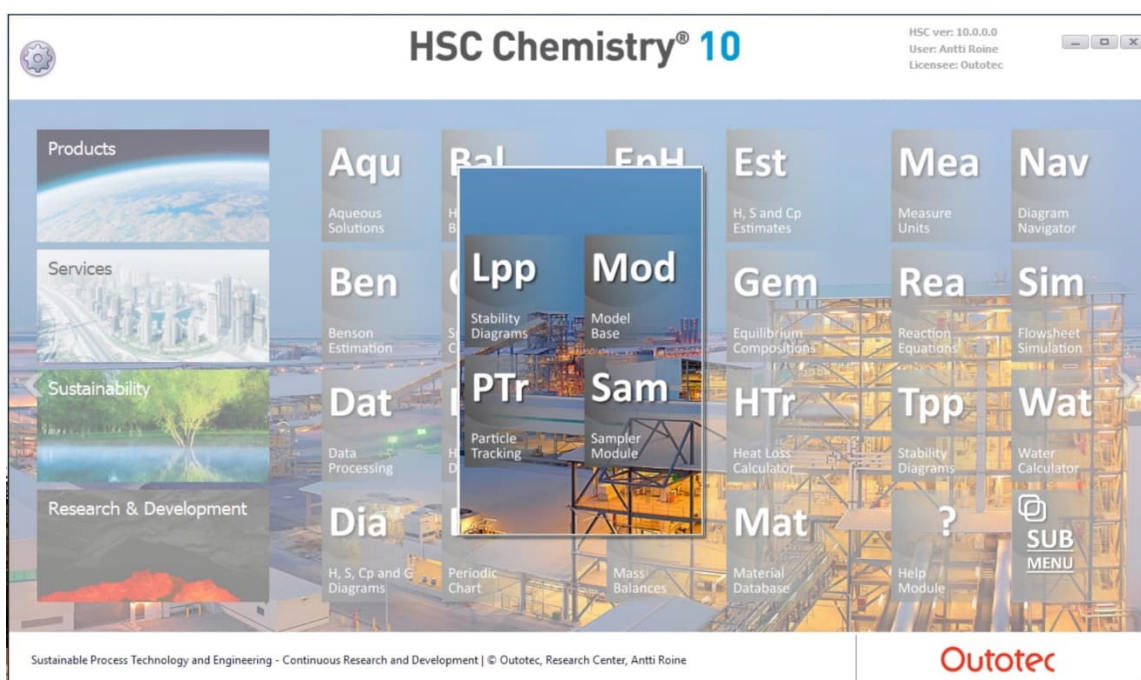 HSC Chemistry® 10
HSC ver: 10.0.0.0
User: Antti Roine
Licensee: Outotec
Products
Services
Sustainability
Research & Development
Aqu
Aqueous
Solutions
Bal
EpH
Est
H, S and Cp
Estimates
Mea
Measure
Units
Nav
Diagram
Navigator
Ben
Benson
Estimation
Lpp
Stability
Diagrams
Mod
Model
Base
Gem
Equilibrium
Compositions
Rea
Reaction
Equations
Sim
Flowsheet
Simulation
Dat
Data
Processing
PTr
Particle
Tracking
Sam
Sampler
Module
HTr
Heat Loss
Calculator
Tpp
Stability
Diagrams
Wat
Water
Calculator
Dia
H, S, Cp and G
Diagrams
Periodic
Chart
Mass
Balances
Mat
Material
Database
?
Help
Module
SUB
MENU
Sustainable Process Technology and Engineering - Continuous Research and Development | © Outotec, Research Center, Antti Roine
Outotec